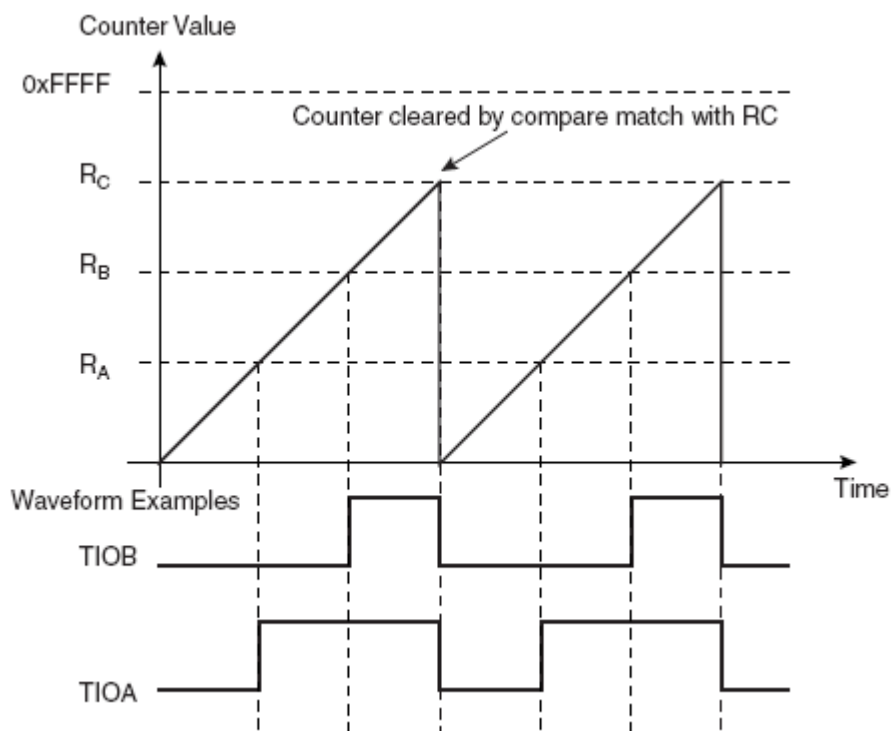 Counter Value
0xFFFF
Counter cleared by compare match with RC
RC
RB
RA
Time
Waveform Examples
TIOB
TIOA